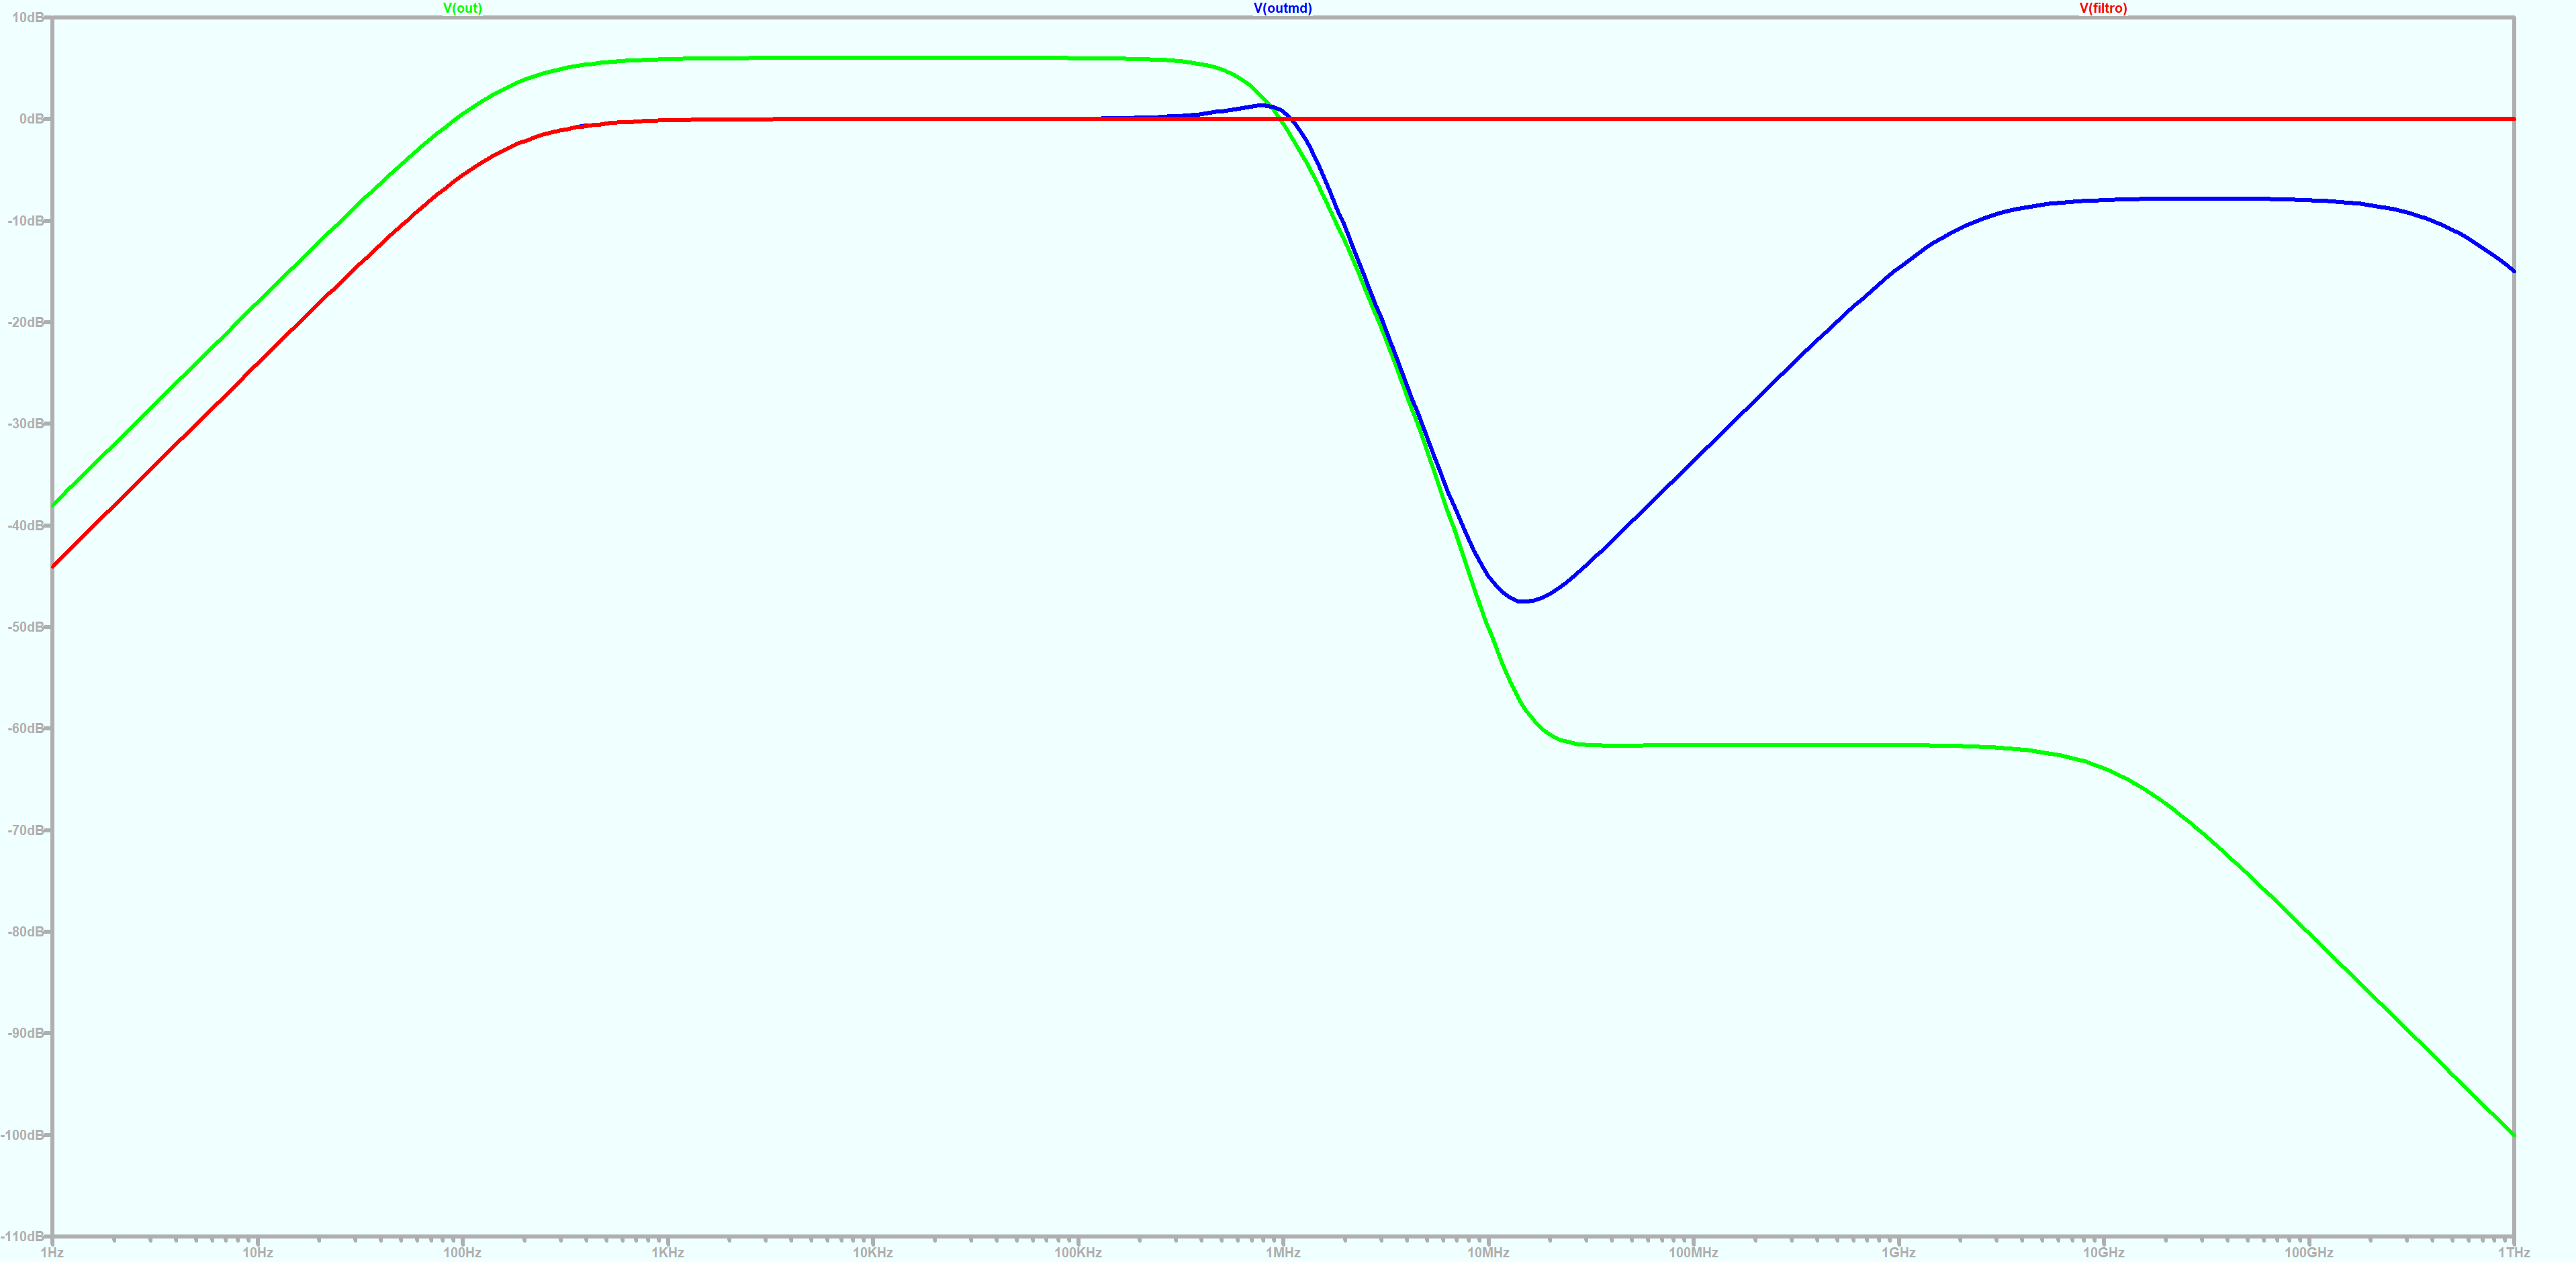 V(out) V(outmd) V(filtro)
10dB
0dB
-10dB
-20dB
-30dB
-40dB
-50dB
-60dB
-70dB
-80dB
-90dB
-100dB
-110dB
1Hz 10Hz 100Hz 1KHz 10KHz 100KHz 1MHz 10MHz 100MHz 1GHz 10GHz 100GHz 1THz